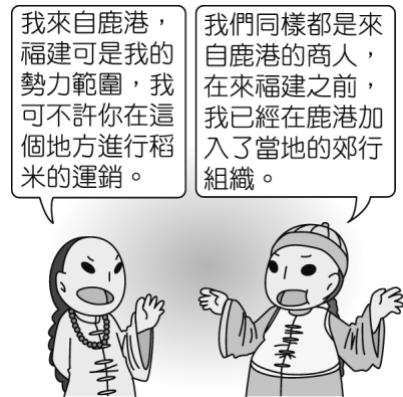 我來自鹿港，
福建可是我的
勢力範圍，我
可不許你在這
個地方進行稻
米的運銷。
我們同樣都是來
自鹿港的商人，
在來福建之前，
我已經在鹿港加
入了當地的郊行
組織。